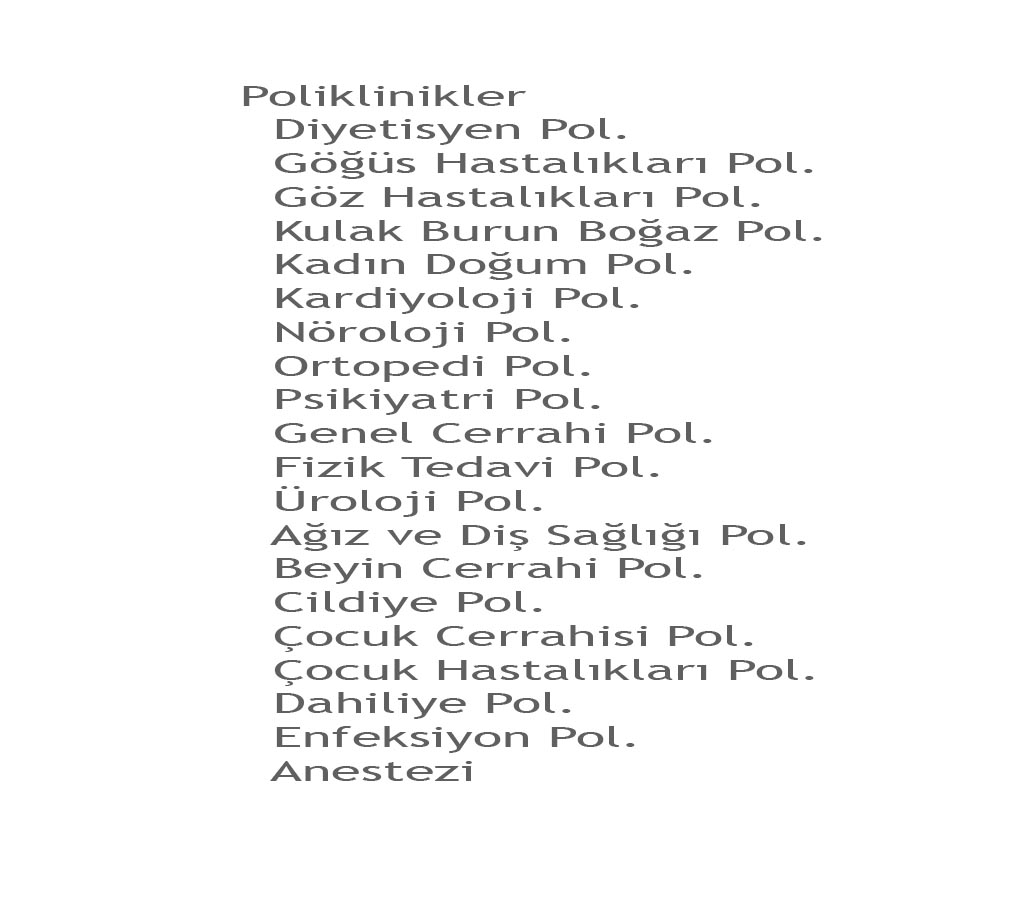 Poliklinikler
Diyetisyen Pol.
Göğüs Hastalıkları Pol.
Göz Hastalıkları Pol.
Kulak Burun Boğaz Pol.
Kadın Doğum Pol.
Kardiyoloji Pol.
Nöroloji Pol.
Ortopedi Pol.
Psikiyatri Pol.
Genel Cerrahi Pol.
Fizik Tedavi Pol.
Üroloji Pol.
Ağız ve Diş Sağlığı Pol.
Beyin Cerrahi Pol.
Cildiye Pol.
Çocuk Cerrahisi Pol.
Çocuk Hastalıkları Pol.
Dahiliye Pol.
Enfeksiyon Pol.
Anestezi